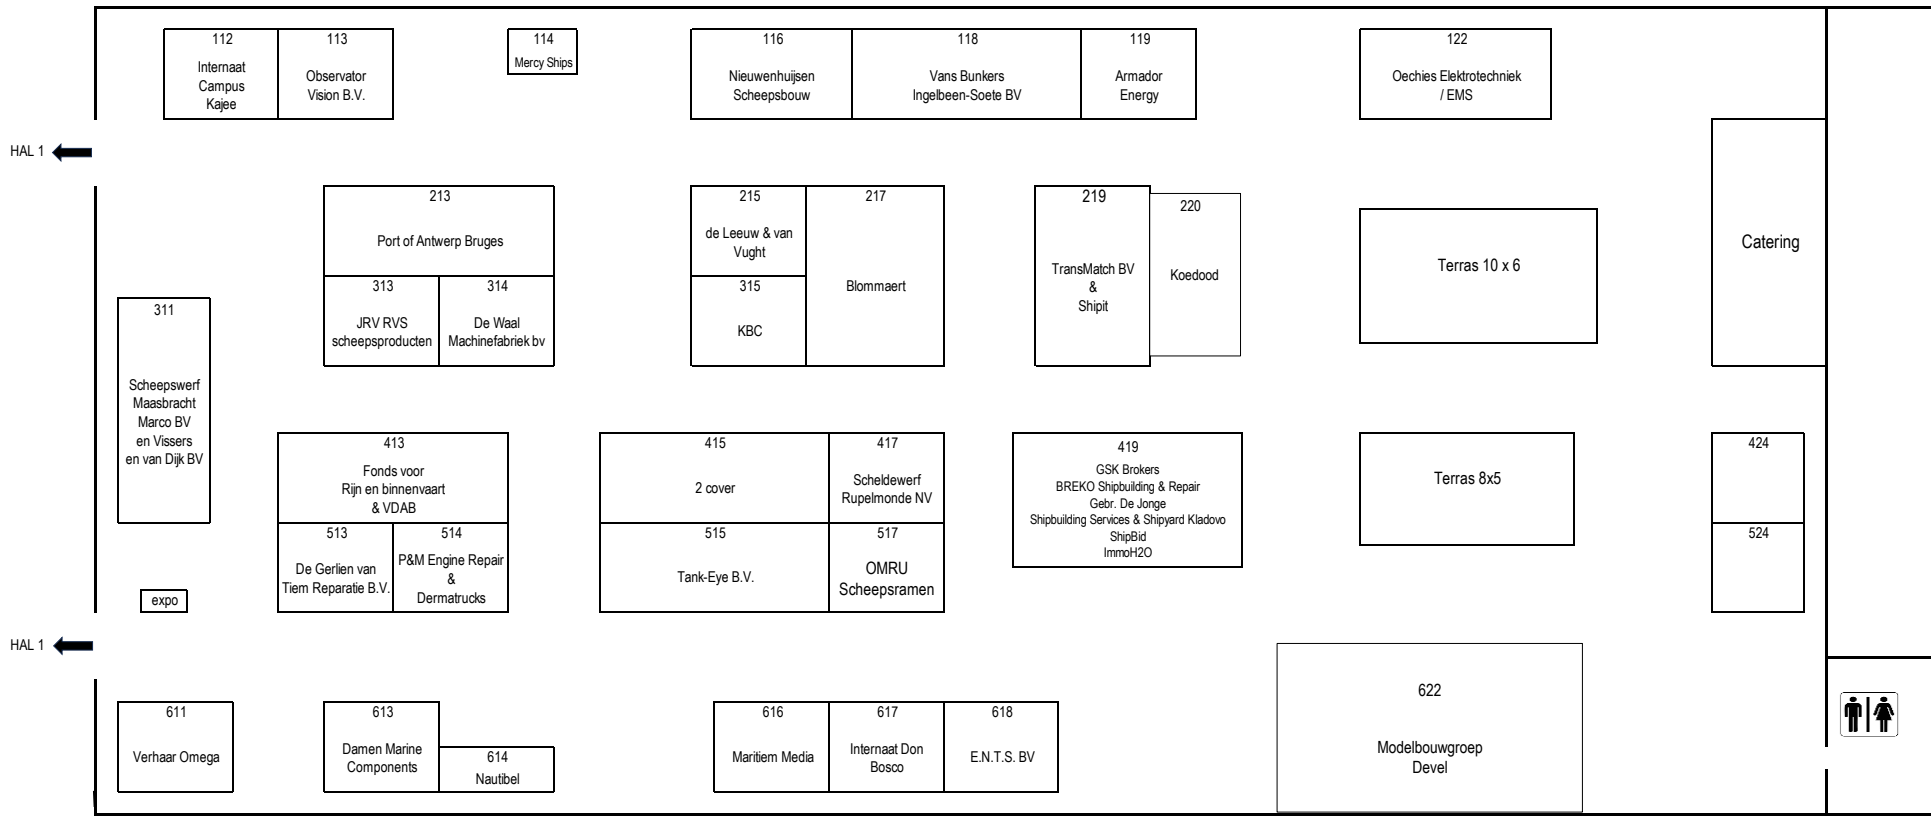 112
Internaat
Campus
Kajee
113
Observator
Vision B.V.
114
Mercy Ships
116
Nieuwenhuijsen
Scheepsbouw
118
Vans Bunkers
Ingelbeen-Soete BV
119
Armador
Energy
122
Oechies Elektrotechniek
/ EMS
HAL 1
213
Port of Antwerp Bruges
215
de Leeuw & van
Vught
217
Blommaert
219
TransMatch BV
&
Shipit
220
Koedood
Terras 10 x 6
Catering
311
Scheepswerf
Maasbracht
Marco BV
en Vissers
en van Dijk BV
313
JRV RVS
scheepsproducten
314
De Waal
Machinefabriek bv
315
KBC
413
Fonds voor
Rijn en binnenvaart
& VDAB
415
2 cover
417
Scheldewerf
Rupelmonde NV
419
GSK Brokers
BREKO Shipbuilding & Repair
Gebr. De Jonge
Shipbuilding Services & Shipyard Kladovo
ShipBid
ImmoH2O
Terras 8x5
424
513
De Gerlien van
Tiem Reparatie B.V.
514
P&M Engine Repair
&
Dermatrucks
515
Tank-Eye B.V.
517
OMRU
Scheepsramen
524
expo
HAL 1
611
Verhaar Omega
613
Damen Marine
Components
614
Nautibel
616
Maritiem Media
617
Internaat Don
Bosco
618
E.N.T.S. BV
622
Modelbouwgroep
Devel